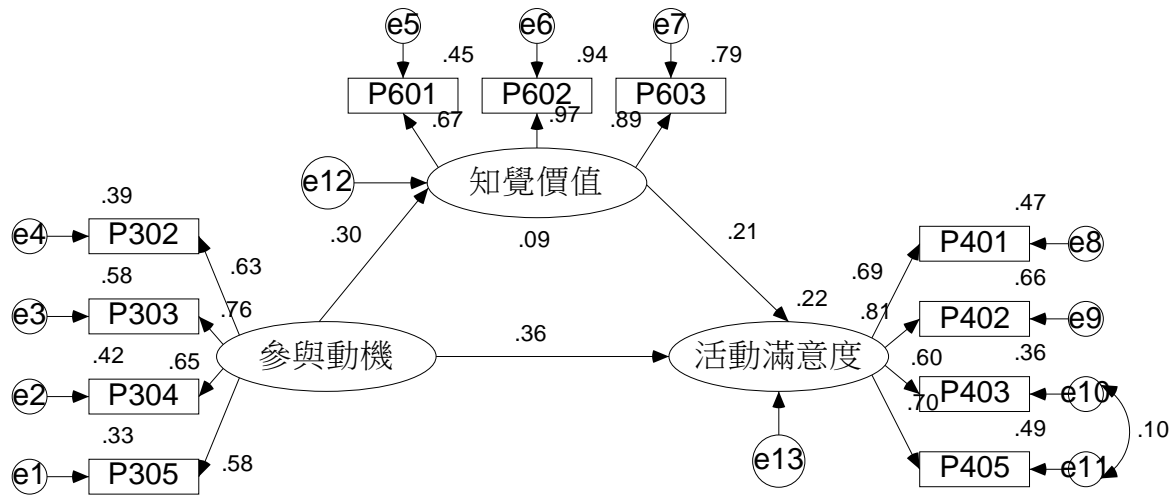 e5
e6
e7
.45
.94
.79
P601
P602
P603
.67
.97
.89
e12
知覺價值
.39
.47
e4
P302
.30
.09
.21
P401
e8
.63
.58
.69
.66
e3
P303
.76
.22
.81
P402
e9
.42
.65
參與動機
.36
活動滿意度
.60
.36
e2
P304
.70
P403
e10
.33
.49
.10
e1
P305
.58
e13
P405
e11